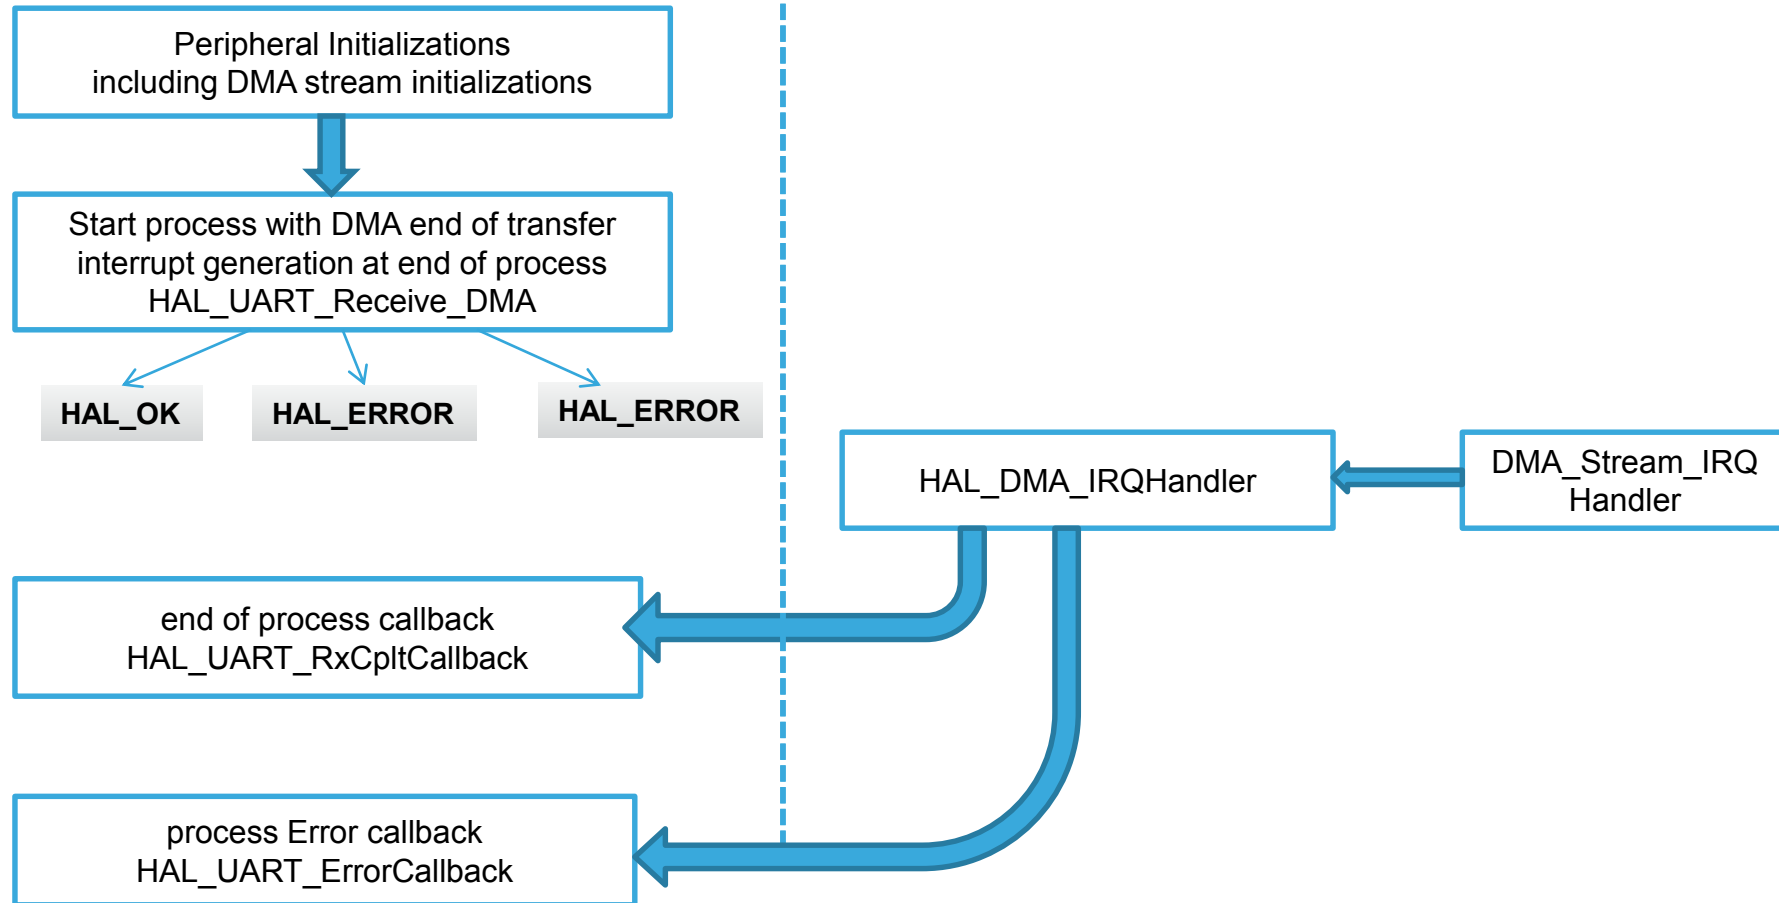 Peripheral Initializations
including DMA stream initializations
Start process with DMA end of transfer
interrupt generation at end of process
HAL_UART_Receive_DMA
HAL_OK
HAL_ERROR
HAL_ERROR
HAL_DMA_IRQHandler
DMA_Stream_IRQ
Handler
end of process callback
HAL_UART_RxCpltCallback
process Error callback
HAL_UART_ErrorCallback